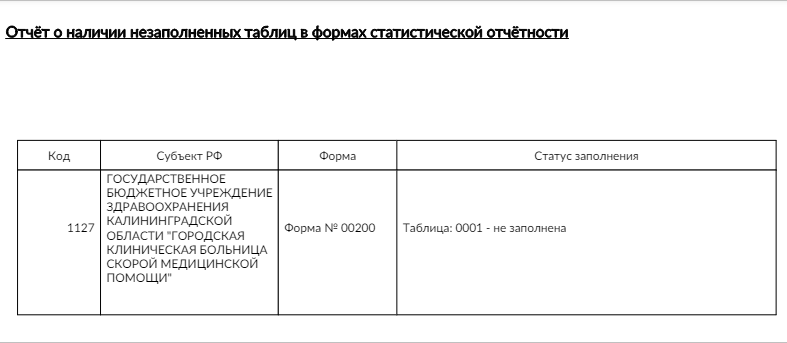 Отчёт о наличии незаполненных таблиц в формах статистической отчётности
Код Субъект РФ Форма Статус заполнения
ГОСУДАРСТВЕННОЕ
БЮДЖЕТНОЕ УЧРЕЖДЕНИЕ
ЗДРАВООХРАНЕНИЯ
КАЛИНИНГРАДСКОЙ
1127 ОБЛАСТИ "ГОРОДСКАЯ Форма № 00200 Таблица: 0001 - не заполнена
КЛИНИЧЕСКАЯ БОЛЬНИЦА
СКОРОЙ МЕДИЦИНСКОЙ
ПОМОЩИ"